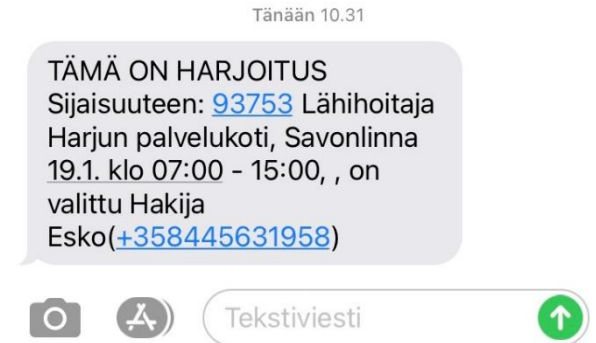 Tänään 10.31
TÄMÄ ON HARJOITUS
Sijaisuuteen: 93753 Lähihoitaja
Harjun palvelukoti, Savonlinna
19.1. klo 07:00 - 15:00, , on
valittu Hakija
Esko(+358445631958)
Tekstiviesti